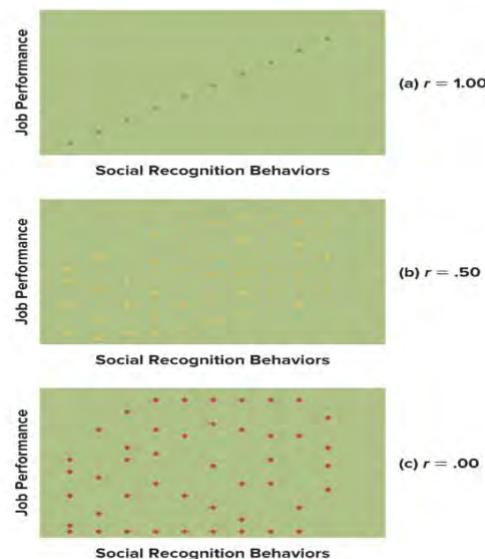 Job Performance
(a) r = 1.00
Social Recognition Behaviors
Job Performance
(b) r = .50
Social Recognition Behaviors
Job Performance
(c) r = .00
Social Recognition Behaviors